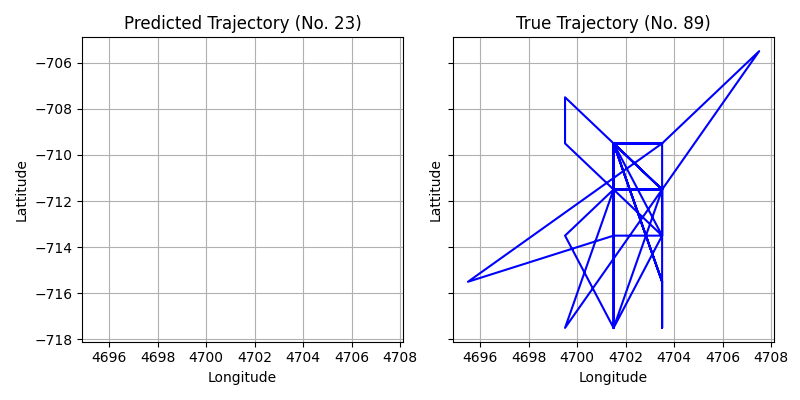 Predicted Trajectory (No. 23)
True Trajectory (No. 89)
−706
−708
−710
−712
−714
−716
−718
Lattitude
Lattitude
4696 4698 4700 4702 4704 4706 4708
4696 4698 4700 4702 4704 4706 4708
Longitude
Longitude